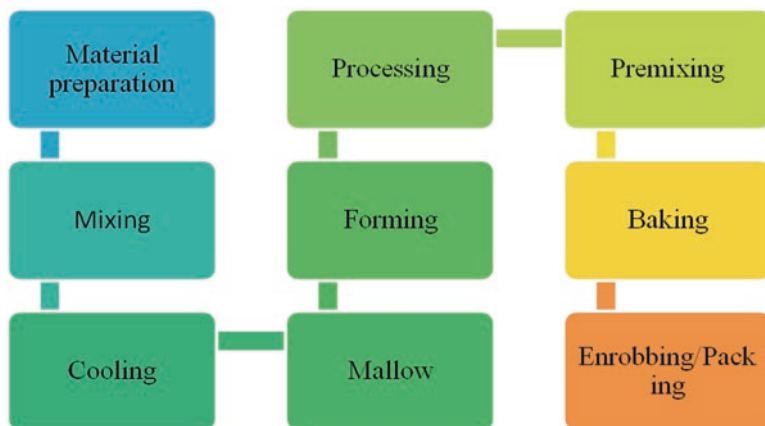 Material
preparation
Mixing
Cooling
Mallow
Forming
Processing
Premixing
Baking
Enrobbing/Pack
ing